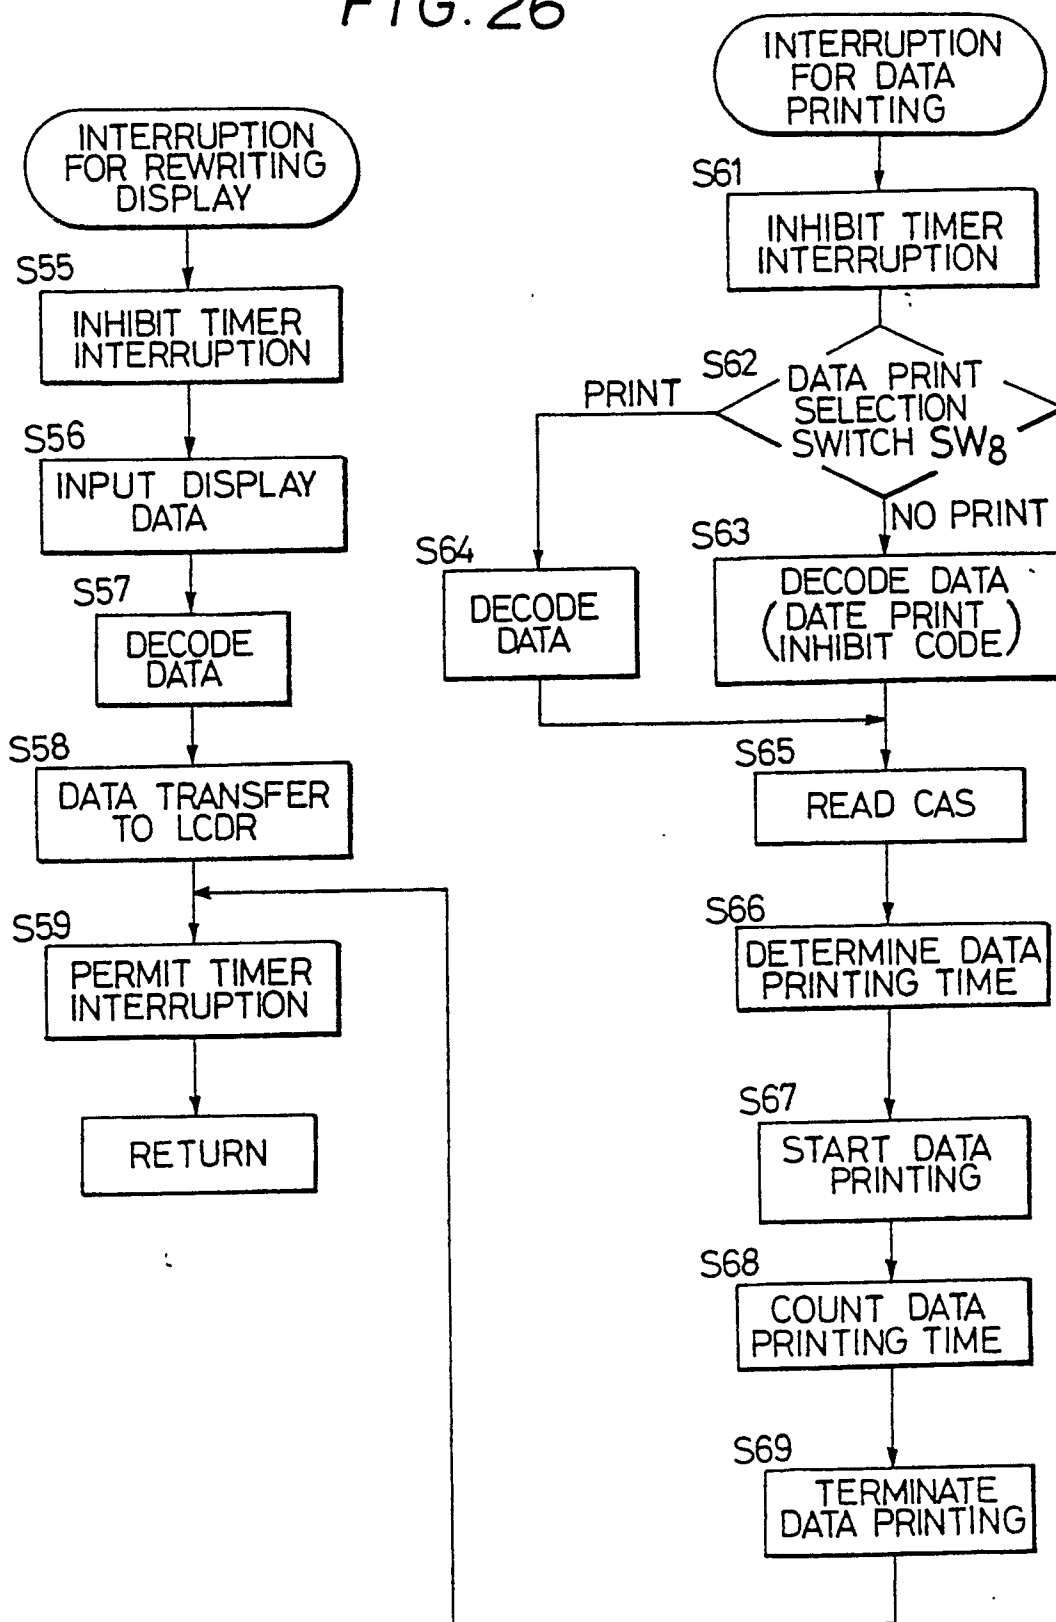 FIG. 26
INTERRUPTION
FOR REWRITING
DISPLAY
S55
INHIBIT TIMER
INTERRUPTION
S56
INPUT DISPLAY
DATA
S57
DECODE
DATA
S58
DATA TRANSFER
TO LCDR
S59
PERMIT TIMER
INTERRUPTION
RETURN
INTERRUPTION
FOR DATA
PRINTING
S61
INHIBIT TIMER
INTERRUPTION
S62
DATA PRINT
SELECTION
SWITCH SW8
PRINT
NO PRINT
S64
DECODE
DATA
S63
DECODE DATA
(DATE PRINT
INHIBIT CODE)
S65
READ CAS
S66
DETERMINE DATA
PRINTING TIME
S67
START DATA
PRINTING
S68
COUNT DATA
PRINTING TIME
S69
TERMINATE
DATA PRINTING